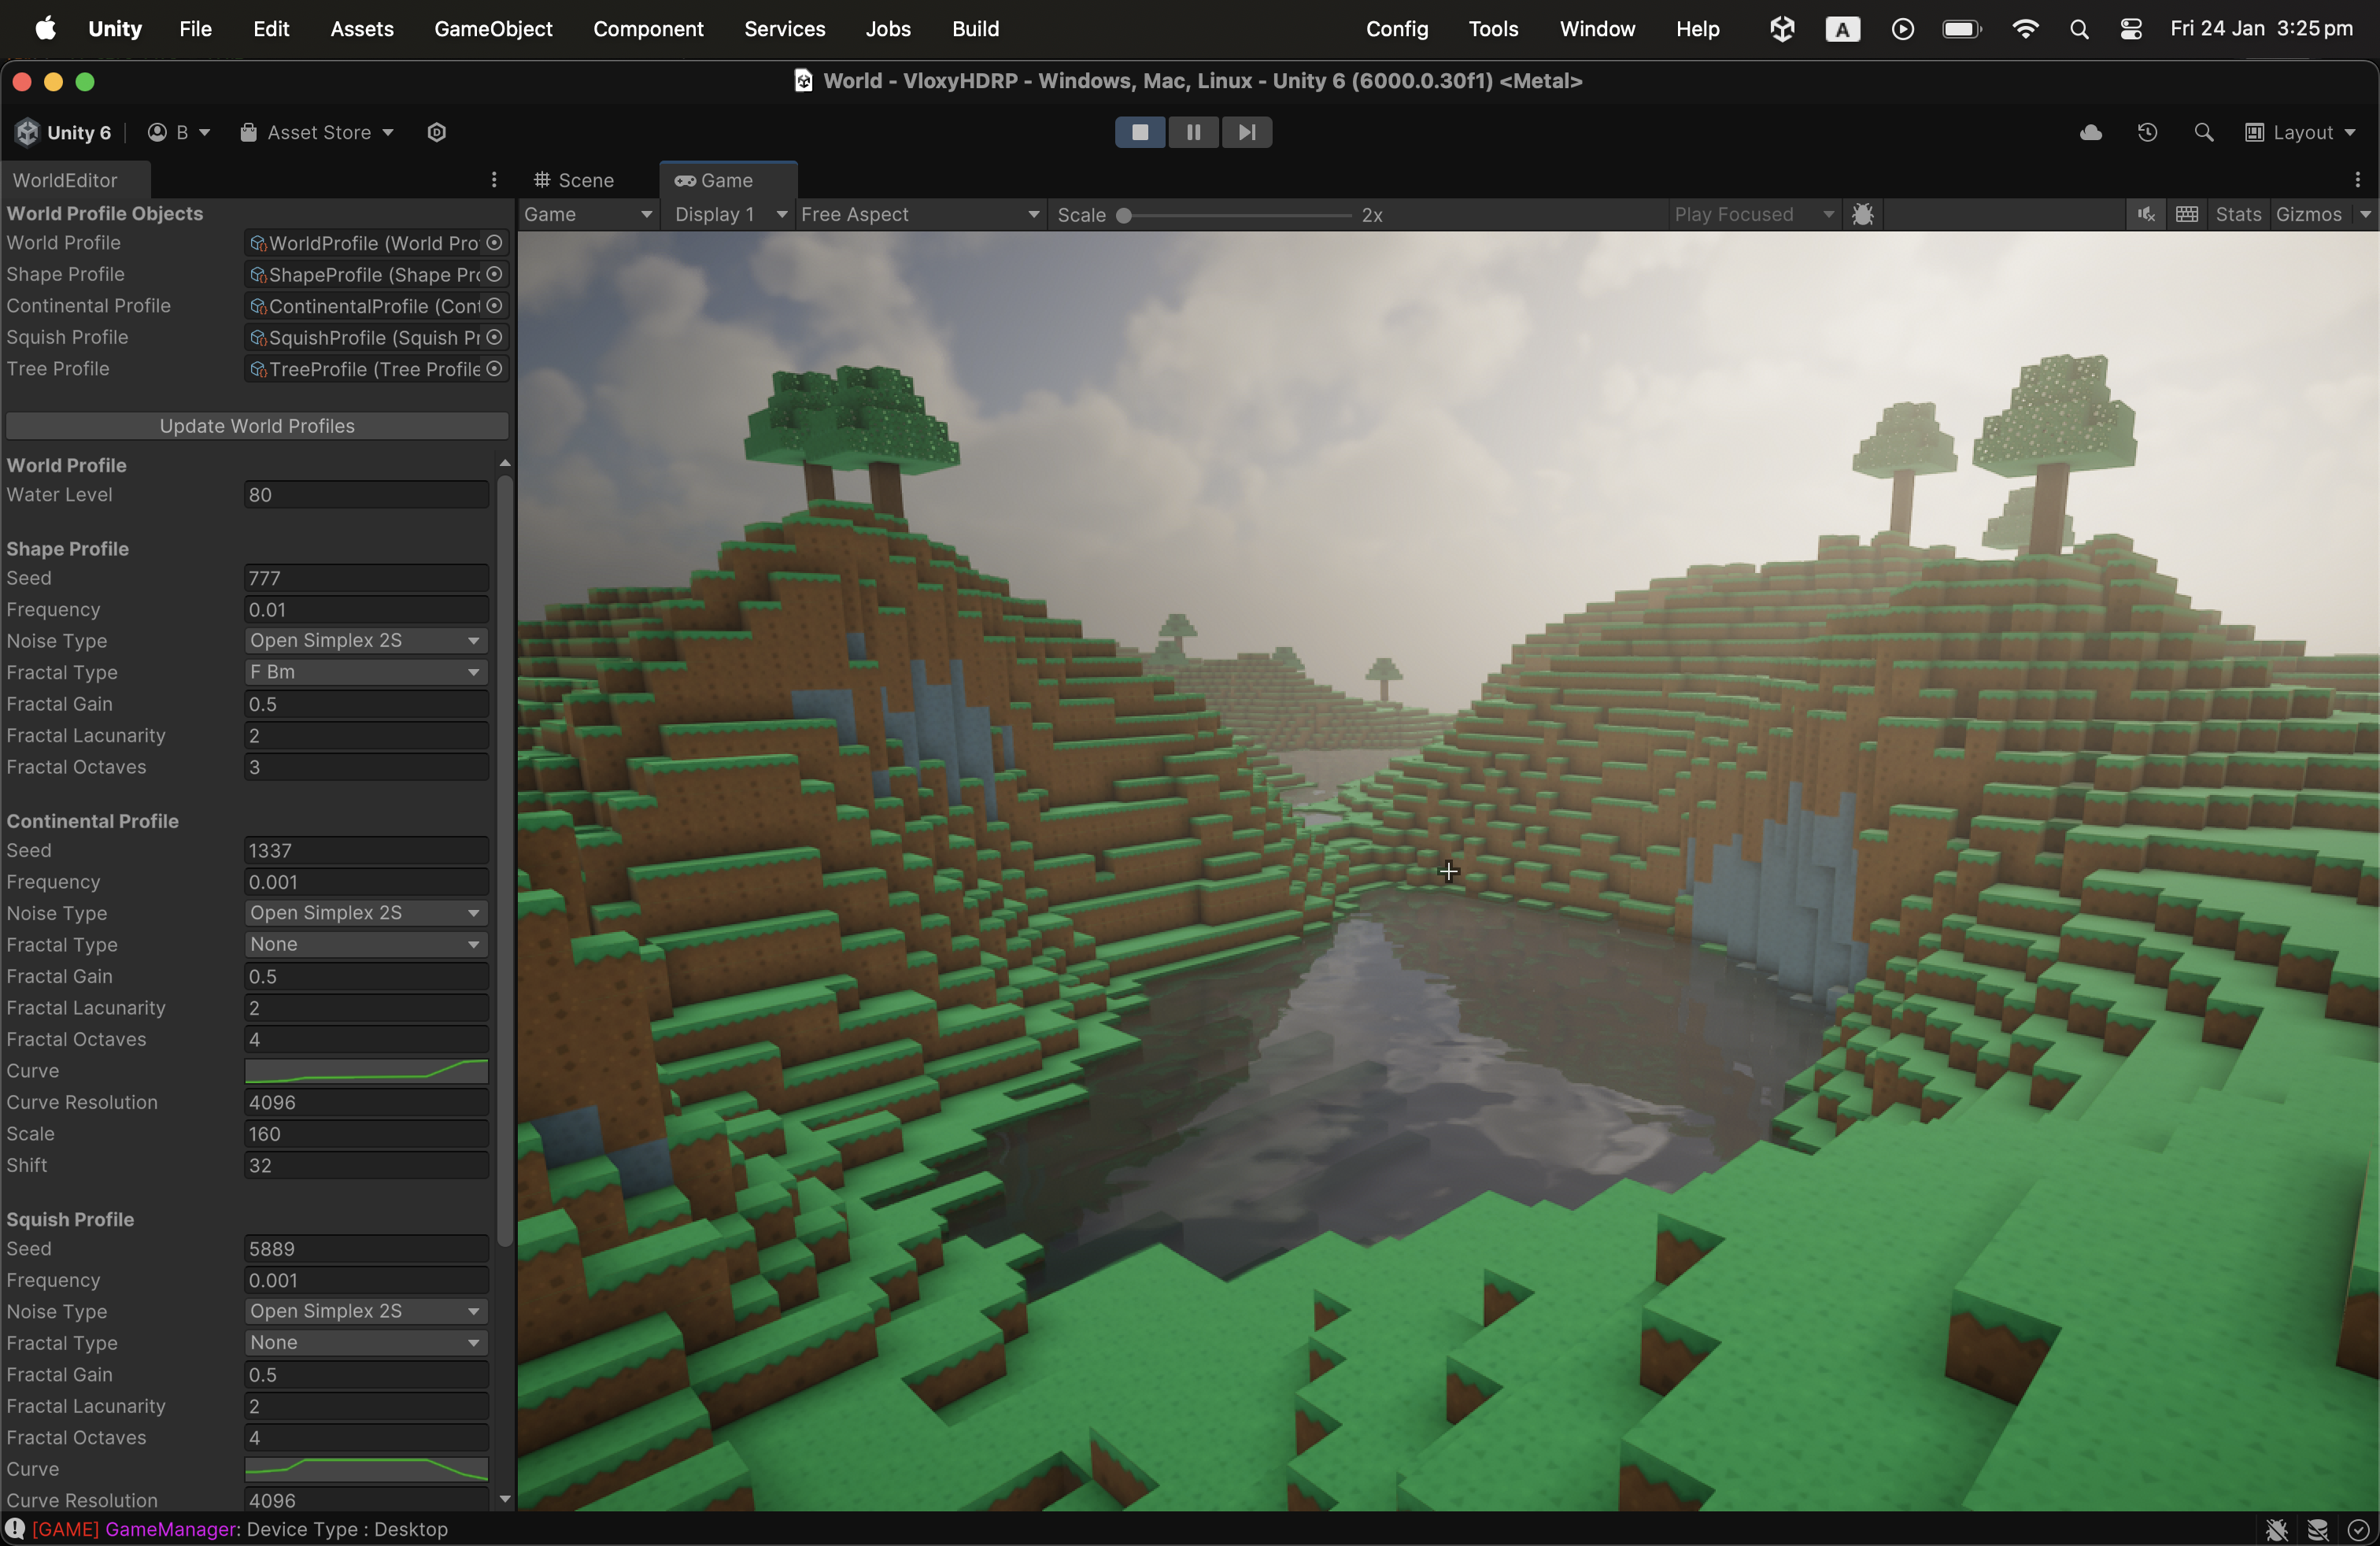 Unity File Edit Assets GameObject Component Services Jobs Build Config Tools Window Help A Fri 24 Jan 3:25 pm
World - VloxyHDRP - Windows, Mac, Linux - Unity 6 (6000.0.30f1) <Metal>
Unity 6 B Asset Store Layout
WorldEditor Scene Game
Game Display 1 Free Aspect Scale 2x Play Focused Stats Gizmos
World Profile Objects
World Profile WorldProfile (World Pro
Shape Profile ShapeProfile (Shape Pro
Continental Profile ContinentalProfile (Cont
Squish Profile SquishProfile (Squish Pr
Tree Profile TreeProfile (Tree Profile
Update World Profiles
World Profile
Water Level 80
Shape Profile
Seed 777
Frequency 0.01
Noise Type Open Simplex 2S
Fractal Type F Bm
Fractal Gain 0.5
Fractal Lacunarity 2
Fractal Octaves 3
Continental Profile
Seed 1337
Frequency 0.001
Noise Type Open Simplex 2S
Fractal Type None
Fractal Gain 0.5
Fractal Lacunarity 2
Fractal Octaves 4
Curve
Curve Resolution 4096
Scale 160
Shift 32
Squish Profile
Seed 5889
Frequency 0.001
Noise Type Open Simplex 2S
Fractal Type None
Fractal Gain 0.5
Fractal Lacunarity 2
Fractal Octaves 4
Curve
Curve Resolution 4096
[GAME] GameManager: Device Type : Desktop